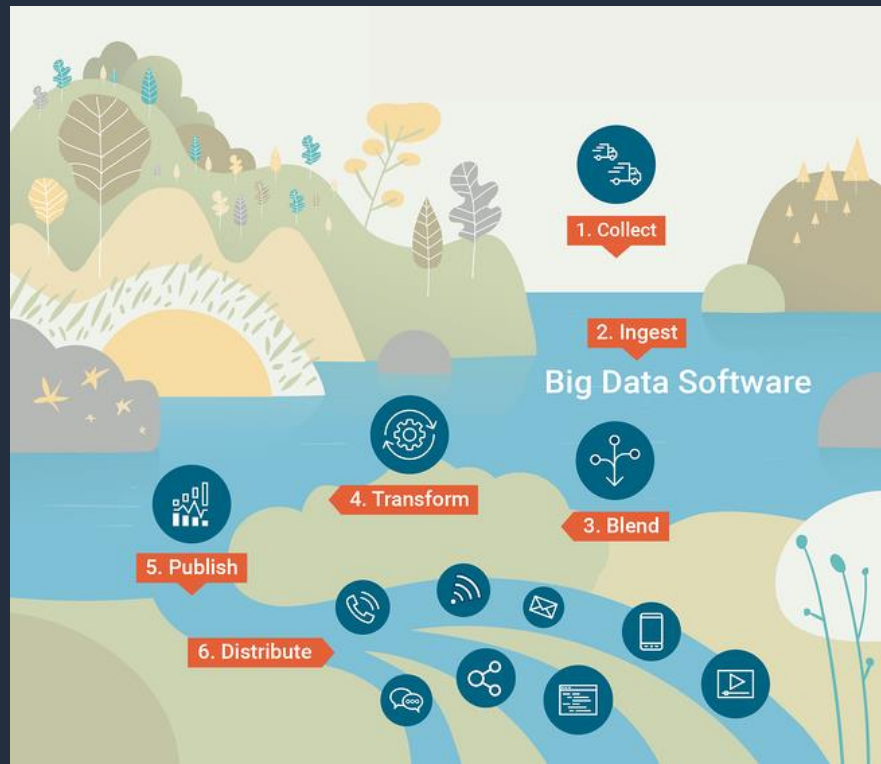 1. Collect
2. Ingest
Big Data Software
3. Blend
4. Transform
5. Publish
6. Distribute